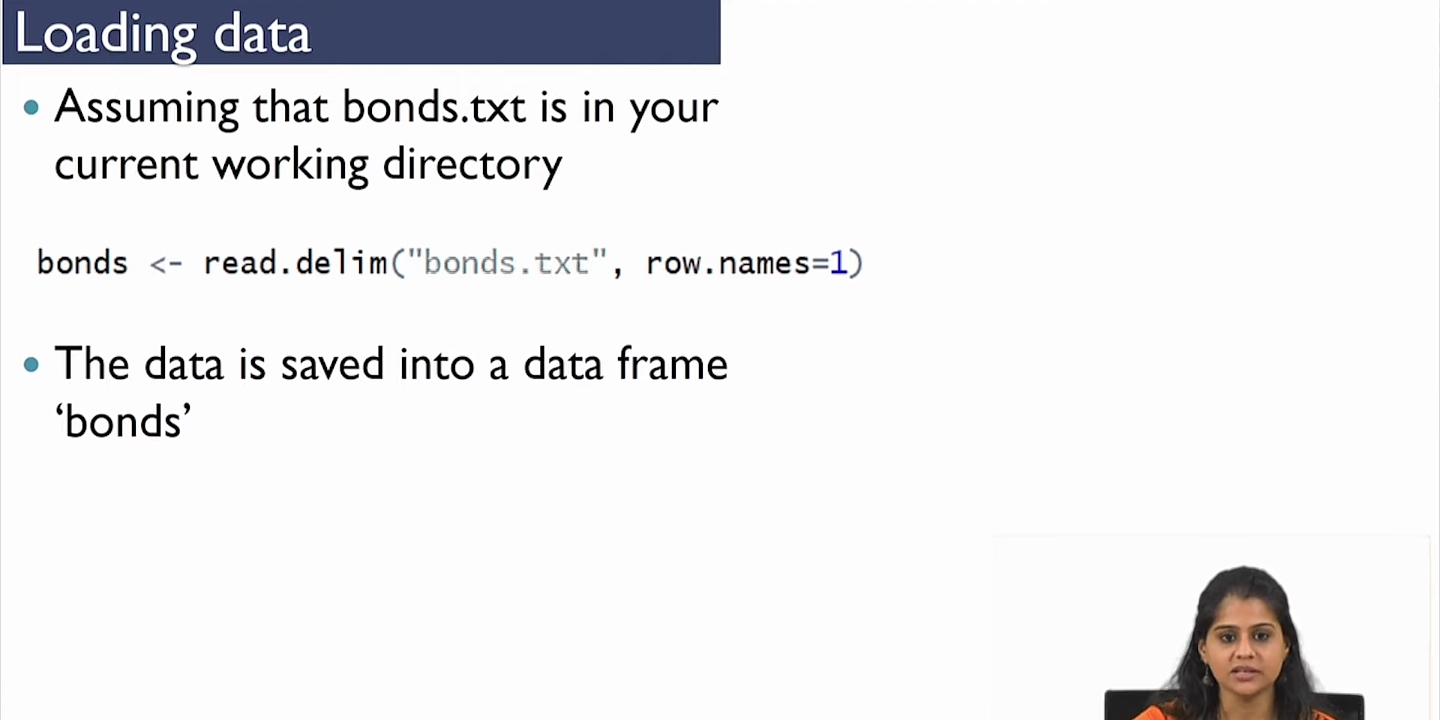 Loading data
• Assuming that bonds.txt is in your
current working directory
bonds <- read.delim("bonds.txt", row.names=1)
• The data is saved into a data frame
‘bonds’